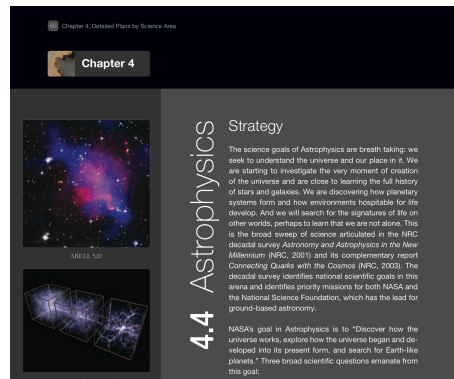 Chapter 4, Detailed Plans by Science Area
Chapter 4
4.4 Astrophysics
Strategy
The science goals of Astrophysics are breath taking: we
seek to understand the universe and our place in it. We
are starting to investigate the very moment of creation
of the universe and are close to learning the full history
of stars and galaxies. We are discovering how planetary
systems form and how environments hospitable for life
develop. And we will search for the signatures of life on
other worlds, perhaps to learn that we are not alone. This
is the broad sweep of science articulated in the NRC
decadal survey Astronomy and Astrophysics in the New
Millennium (NRC, 2001) and its complementary report
Connecting Quarks with the Cosmos (NRC, 2003). The
decadal survey identifies national scientific goals in this
arena and identifies priority missions for both NASA and
the National Science Foundation, which has the lead for
ground-based astronomy.
NASA's goal in Astrophysics is to “Discover how the
universe works, explore how the universe began and de-
veloped into its present form, and search for Earth-like
planets.” Three broad scientific questions emanate from
this goal:
ABELL 520